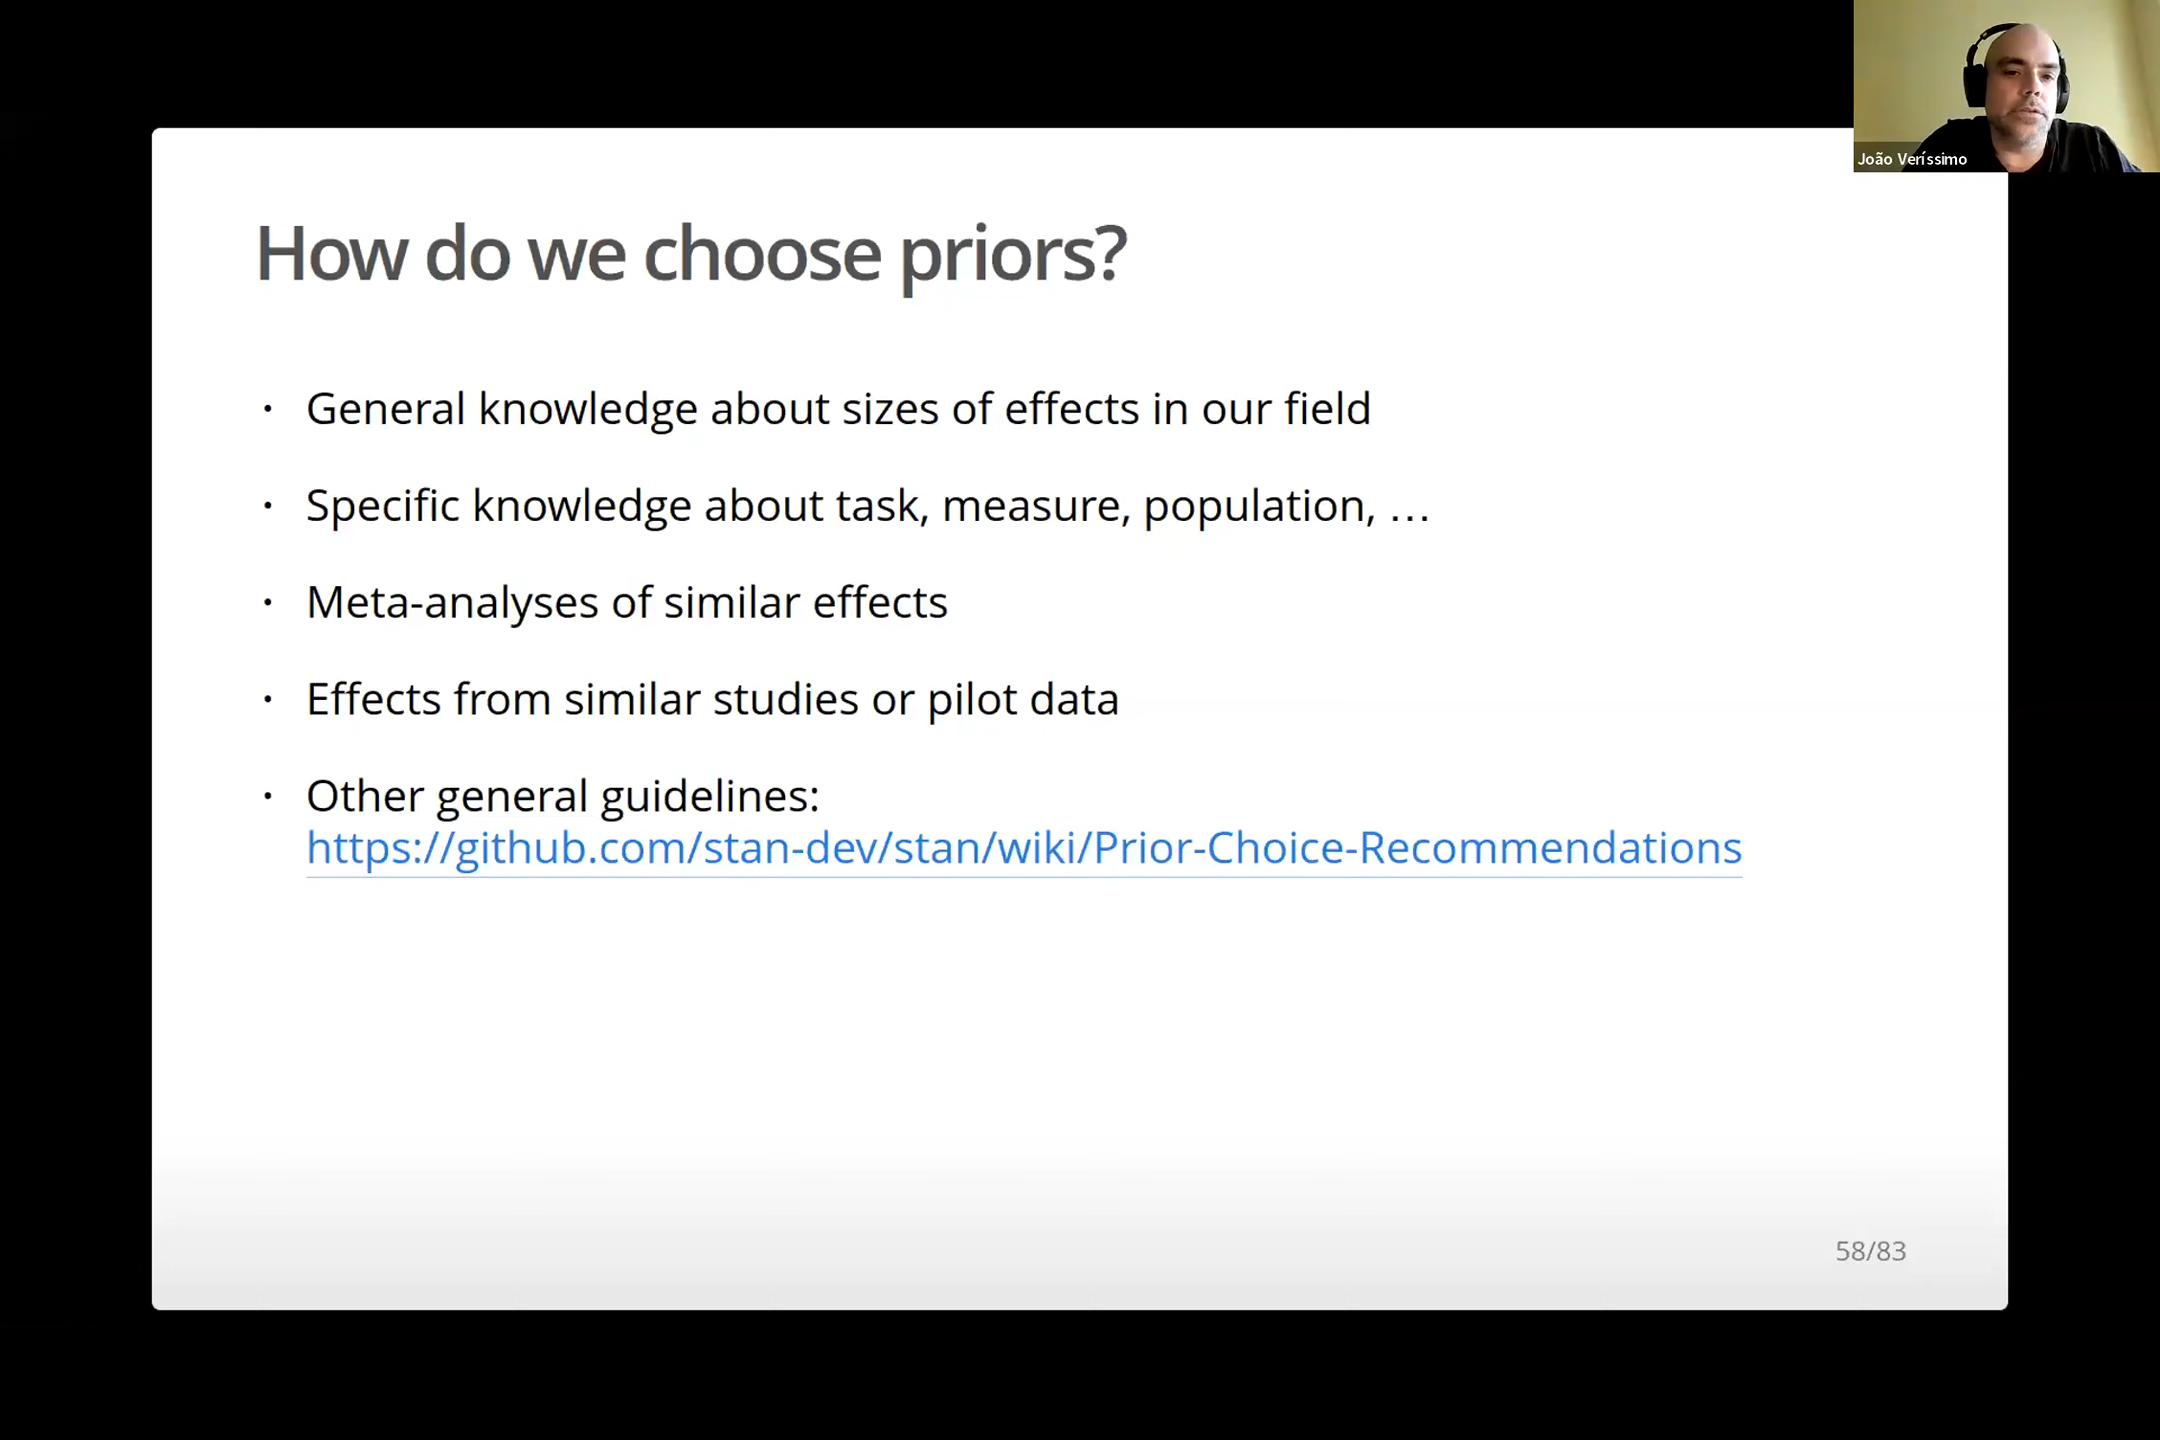 João Veríssimo
How do we choose priors?
• General knowledge about sizes of effects in our field
• Specific knowledge about task, measure, population, …
• Meta-analyses of similar effects
• Effects from similar studies or pilot data
• Other general guidelines:
https://github.com/stan-dev/stan/wiki/Prior-Choice-Recommendations
58/83